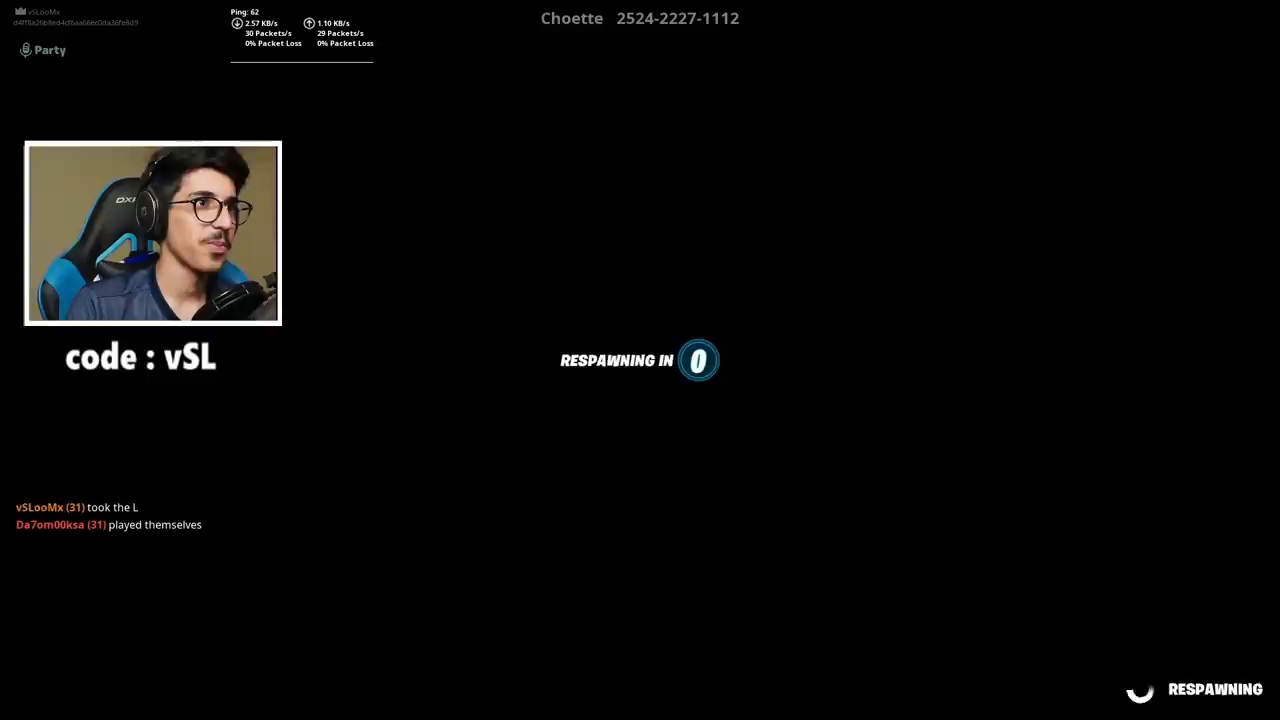 vSLooMx
Party
Ping: 62
2.57 KB/s
30 Packets/s
0% Packet Loss
1.10 KB/s
29 Packets/s
0% Packet Loss
Choette 2524-2227-1112
code : vSL
RESPAWNING IN 0
vSLooMx (31) took the L
Da7om00ksa (31) played themselves
RESPAWNING